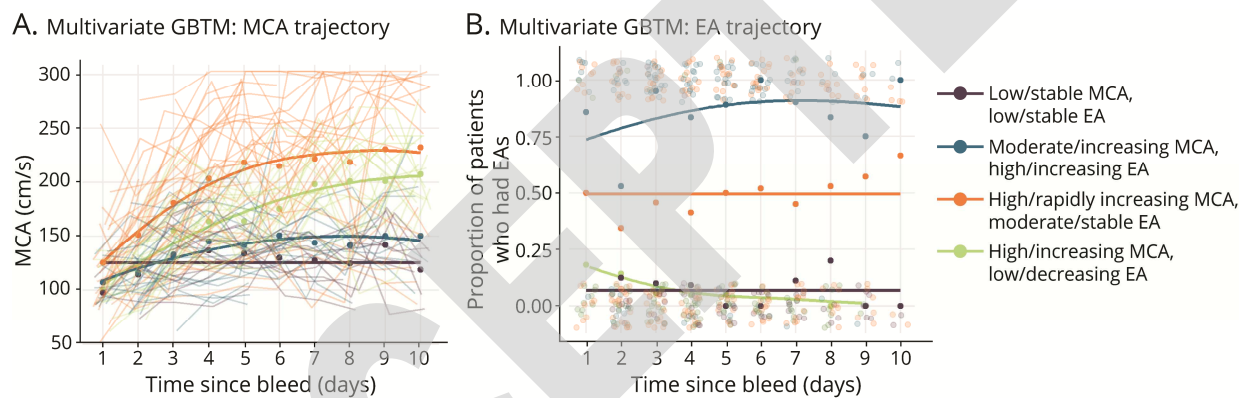 A. Multivariate GBTM: MCA trajectory
MCA (cm/s)
300
250
200
150
100
50
1 2 3 4 5 6 7 8 9 10
Time since bleed (days)
B. Multivariate GBTM: EA trajectory
Proportion of patients
who had EAs
1.00
0.75
0.50
0.25
0.00
1 2 3 4 5 6 7 8 9 10
Time since bleed (days)
Low/stable MCA,
low/stable EA
Moderate/increasing MCA,
high/increasing EA
High/rapidly increasing MCA,
moderate/stable EA
High/increasing MCA,
low/decreasing EA